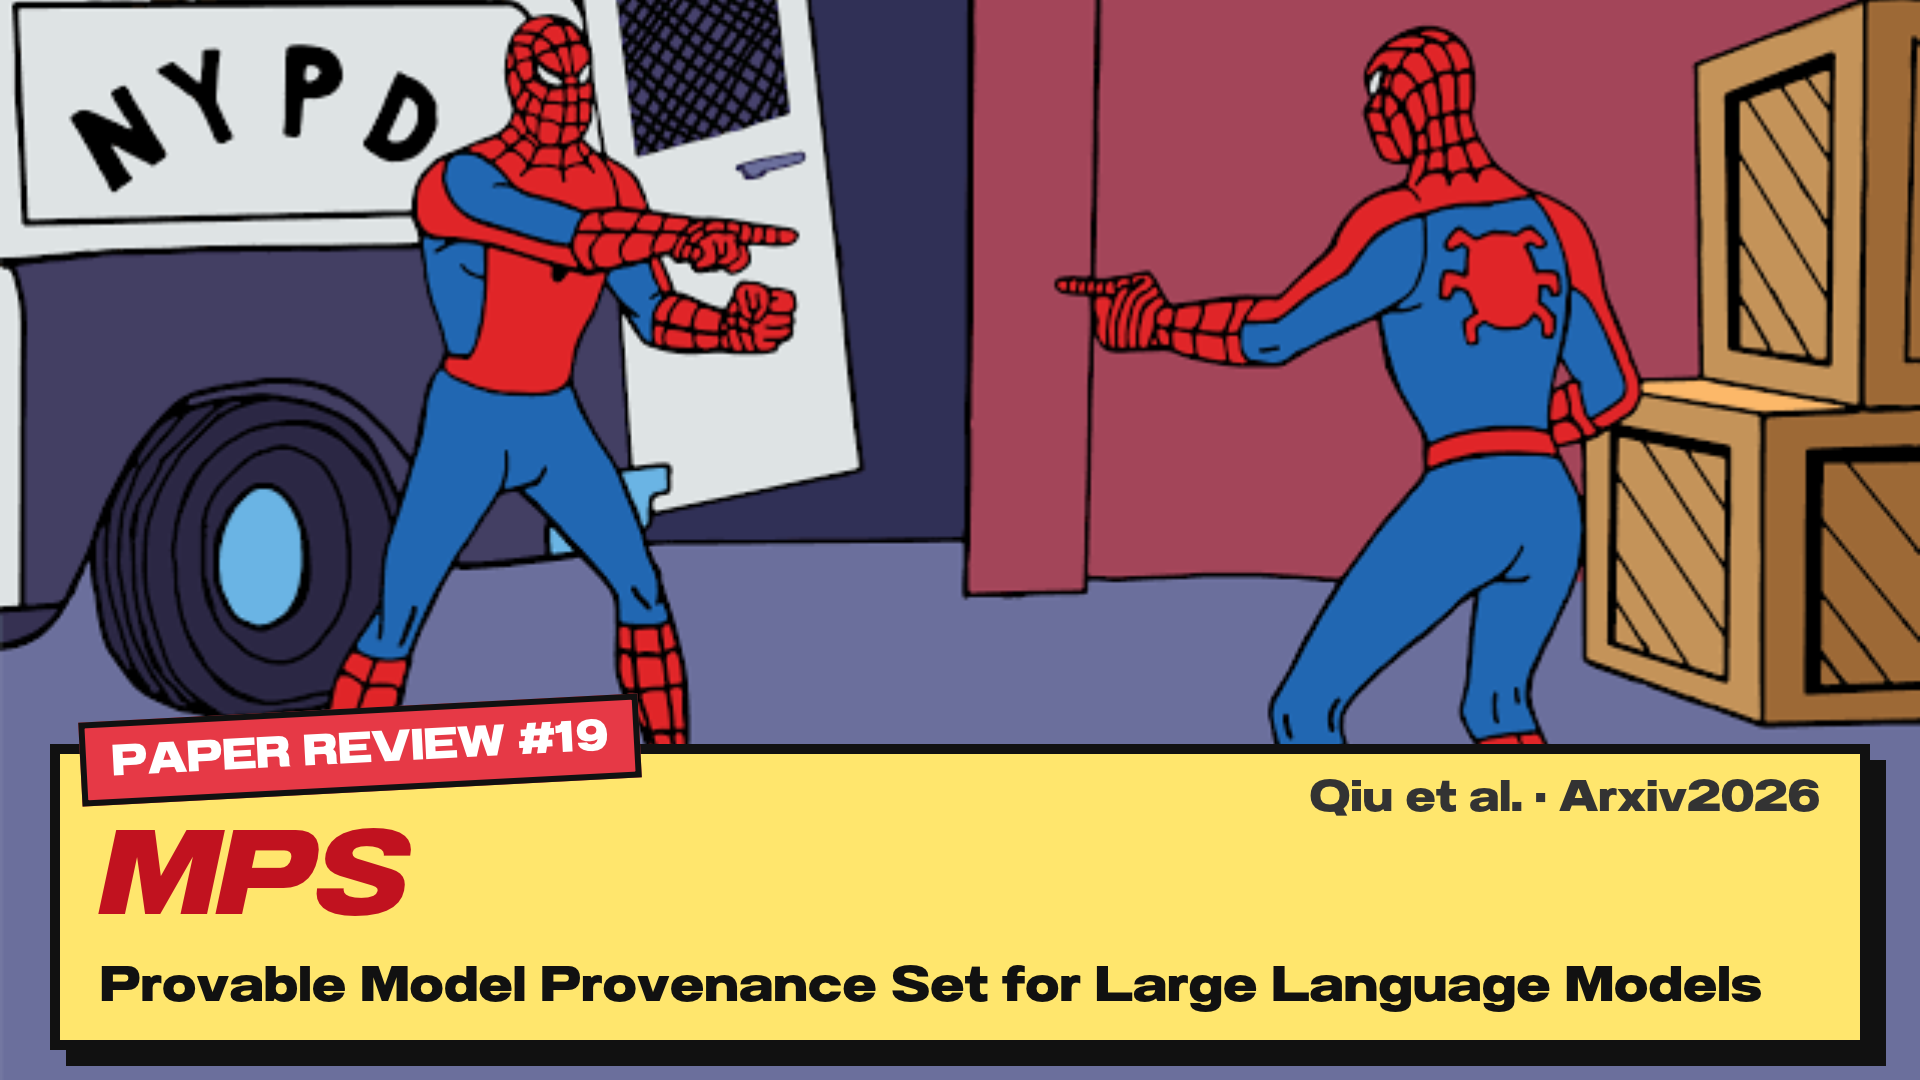 NYPD
PAPER REVIEW #19
Qiu et al. · Arxiv2026
MPS
Provable Model Provenance Set for Large Language Models